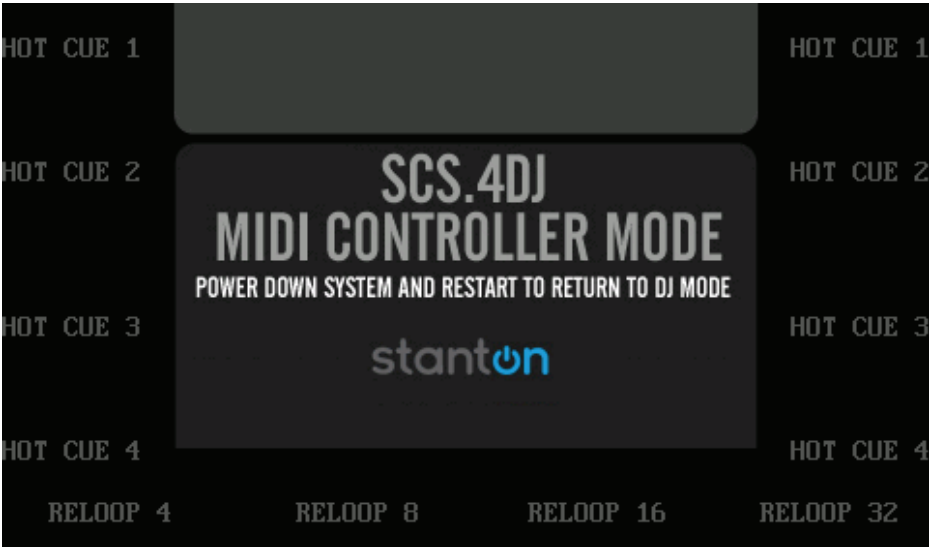 HOT CUE 1 HOT CUE 1
HOT CUE 2 HOT CUE 2
SCS.4DJ
MIDI CONTROLLER MODE
POWER DOWN SYSTEM AND RESTART TO RETURN TO DJ MODE
HOT CUE 3 HOT CUE 3
stanton
HOT CUE 4 HOT CUE 4
RELOOP 4 RELOOP 8 RELOOP 16 RELOOP 32